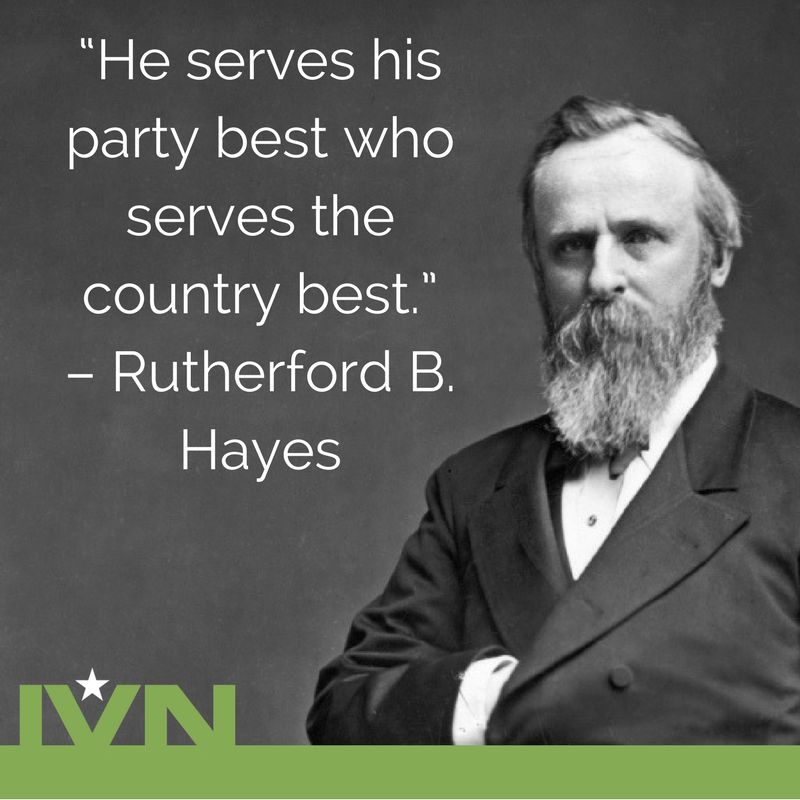 “He serves his
party best who
serves the
country best.”
– Rutherford B.
Hayes
IVN